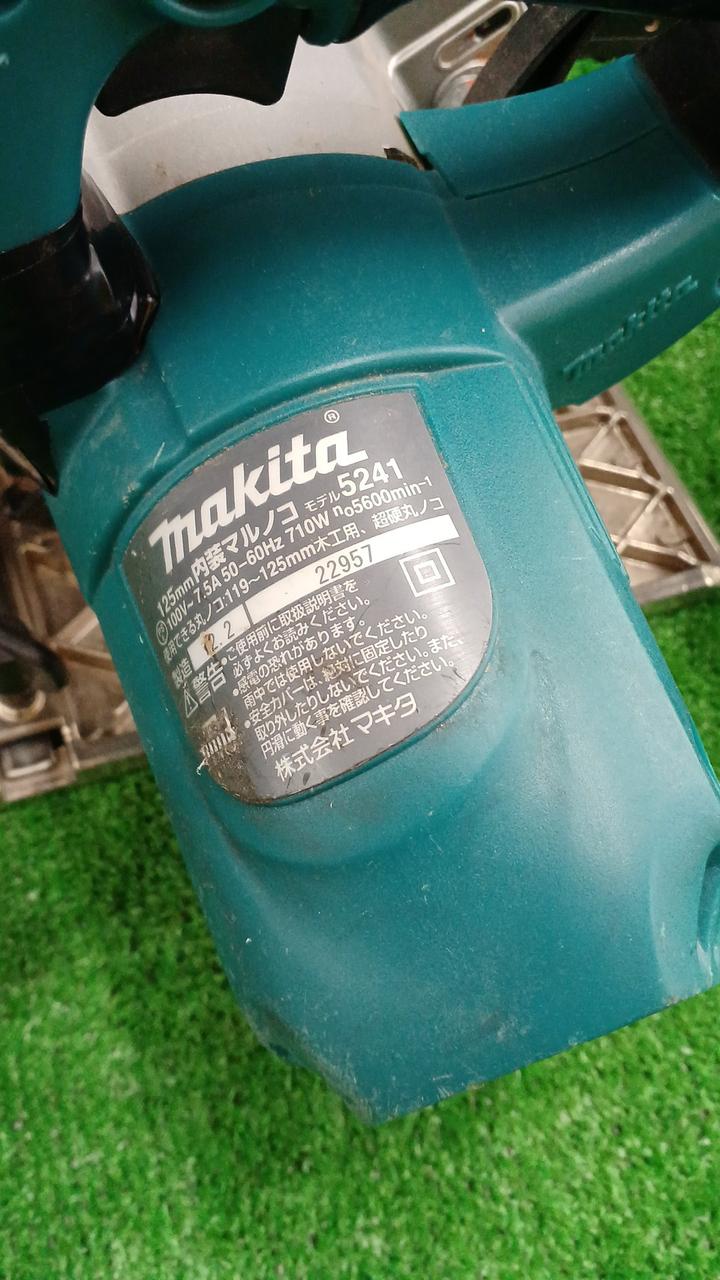 makita
makita®
125mm内装マルノコ モデル5241
100V~ 7.5A 50-60Hz 710W n₀5600min⁻¹
使用できる丸ノコ:119~125mm木工用、超硬丸ノコ
製造 2.2 22957
⚠警告
•ご使用前に取扱説明書を
必ずよくお読みください。
•感電の恐れがあります。
雨中では使用しないでください。
•安全カバーは、絶対に固定したり
取り外したりしないでください。また、
円滑に動く事を確認してください。
株式会社マキタ